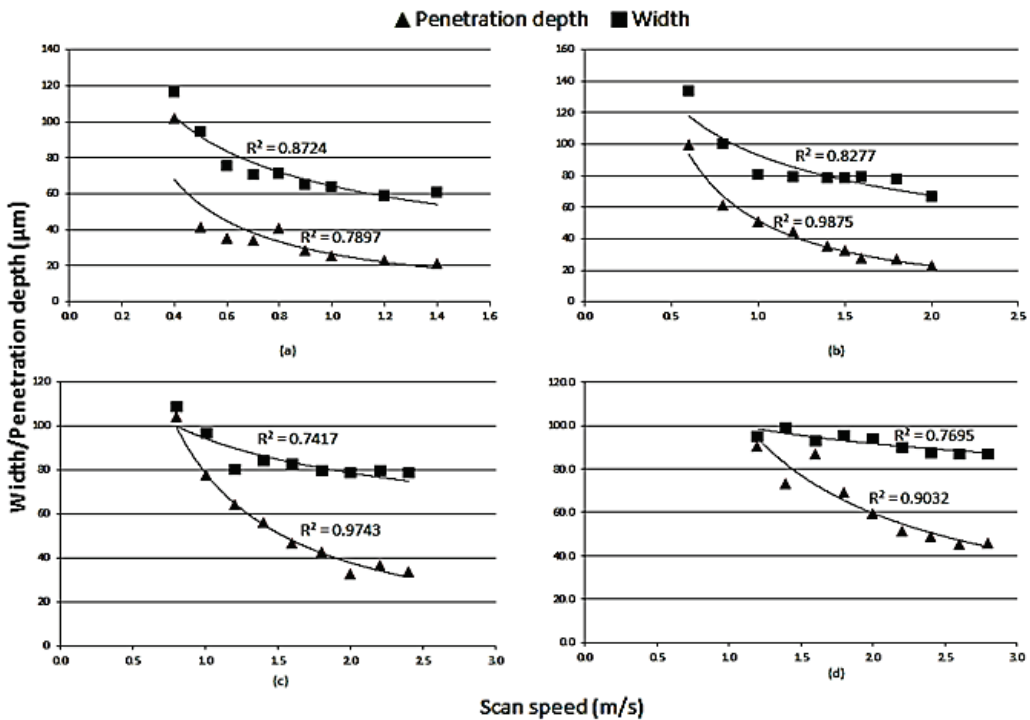 Penetration depth Width
Width/Penetration depth (µm)
140
120
100
80
60
40
20
0
R² = 0.8724
R² = 0.7897
0.0 0.2 0.4 0.6 0.8 1.0 1.2 1.4 1.6
(a)
160
140
120
100
80
60
40
20
0
R² = 0.8277
R² = 0.9875
0.0 0.5 1.0 1.5 2.0 2.5
(b)
120
100
80
60
40
20
0
R² = 0.7417
R² = 0.9743
0.0 0.5 1.0 1.5 2.0 2.5 3.0
(c)
120.0
100.0
80.0
60.0
40.0
20.0
0.0
R² = 0.7695
R² = 0.9032
0.0 0.5 1.0 1.5 2.0 2.5 3.0
(d)
Scan speed (m/s)